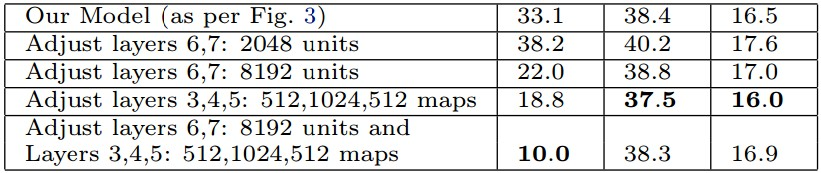 Our Model (as per Fig. 3) 33.1 38.4 16.5
Adjust layers 6,7: 2048 units 38.2 40.2 17.6
Adjust layers 6,7: 8192 units 22.0 38.8 17.0
Adjust layers 3,4,5: 512,1024,512 maps 18.8 37.5 16.0
Adjust layers 6,7: 8192 units and
Layers 3,4,5: 512,1024,512 maps 10.0 38.3 16.9